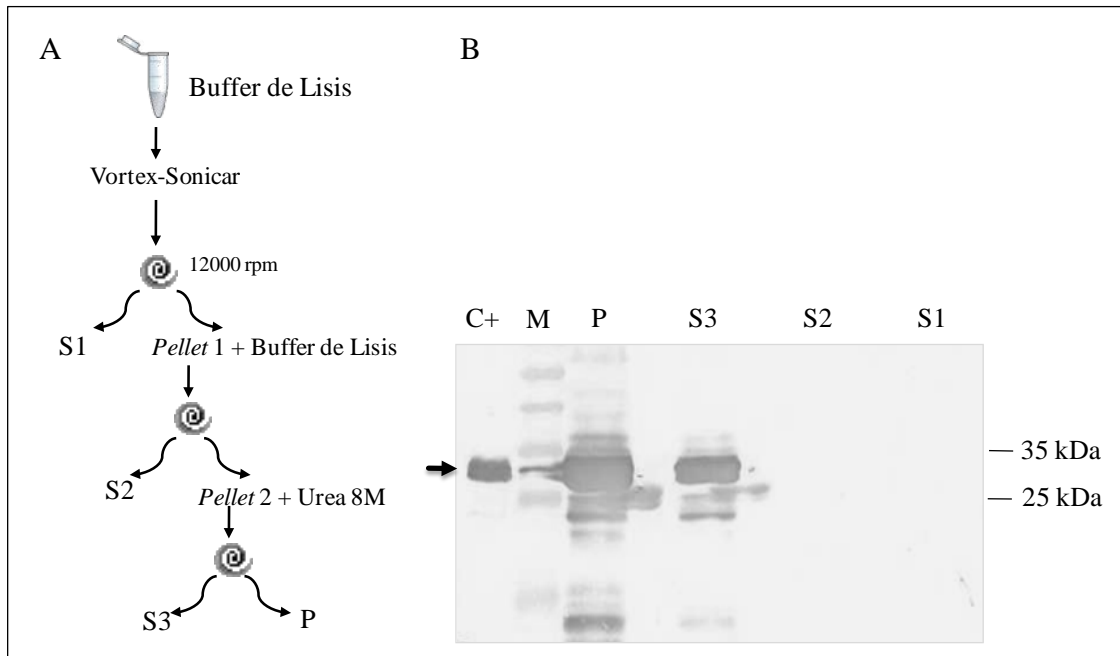 A
Buffer de Lisis
Vortex-Sonicar
12000 rpm
S1
Pellet 1 + Buffer de Lisis
S2
Pellet 2 + Urea 8M
S3
P
B
C+ M P S3 S2 S1
35 kDa
25 kDa